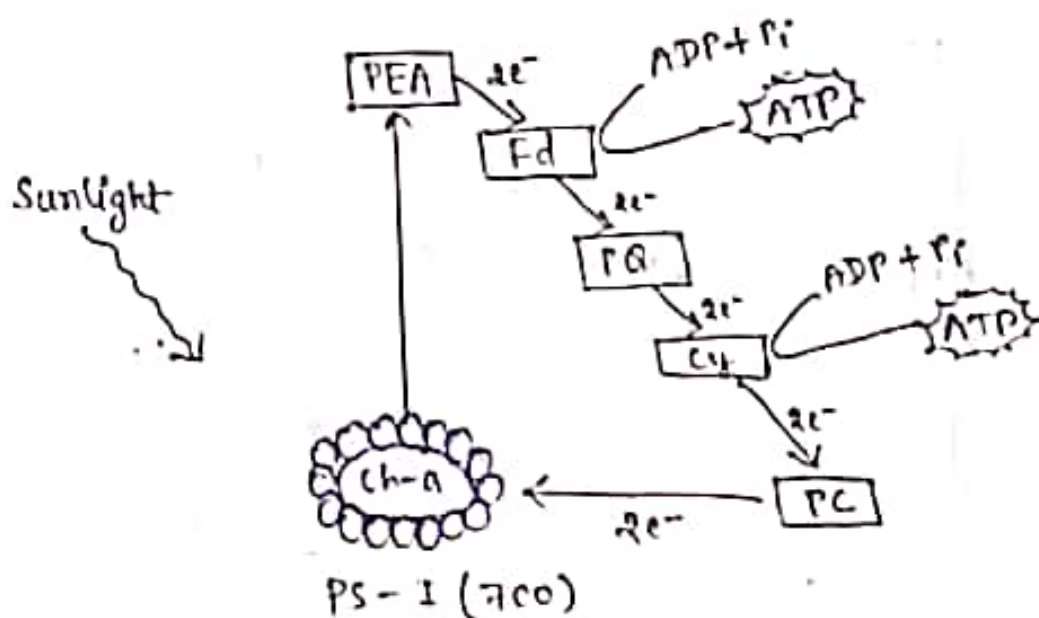 PEA
2e⁻
ADP + Pi
ATP
Fd
Sunlight
2e⁻
PQ
ADP + Pi
2e⁻
ATP
Cyt
2e⁻
Ch-a
PC
2e⁻
PS - I (700)